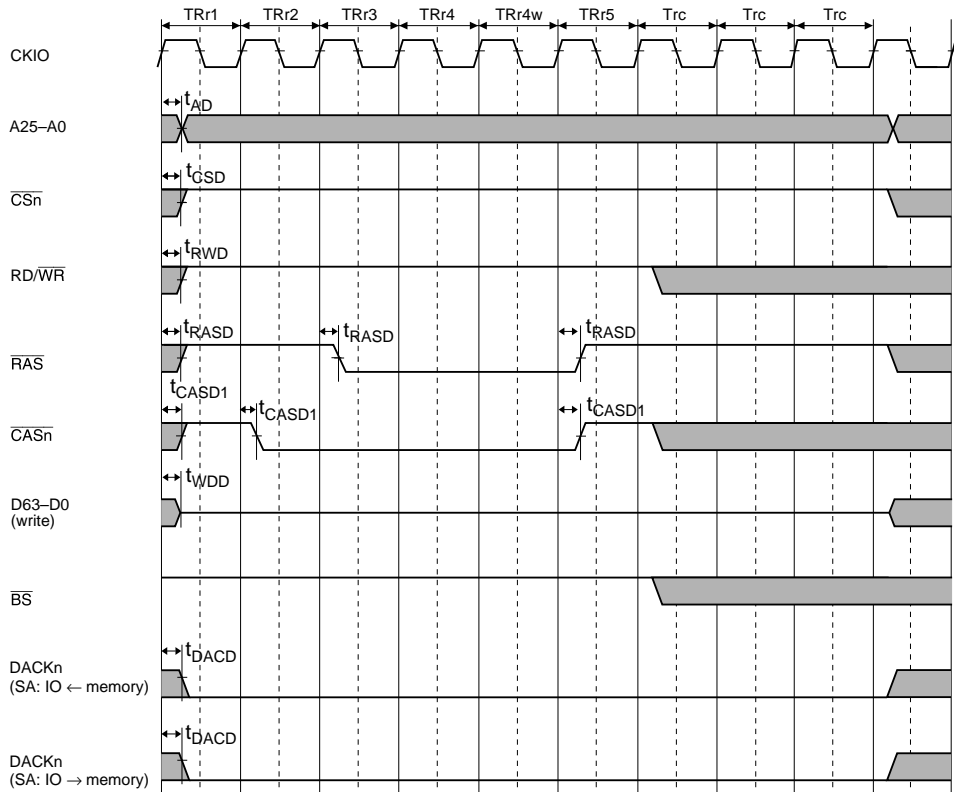 TRr1 TRr2 TRr3 TRr4 TRr4w TRr5 Trc Trc Trc
CKIO
tAD
A25–A0
tCSD
CSn
tRWD
RD/WR
tRASD tRASD tRASD
RAS
tCASD1 tCASD1 tCASD1
CASn
tWDD
D63–D0
(write)
BS
tDACD
DACKn
(SA: IO ← memory)
tDACD
DACKn
(SA: IO → memory)